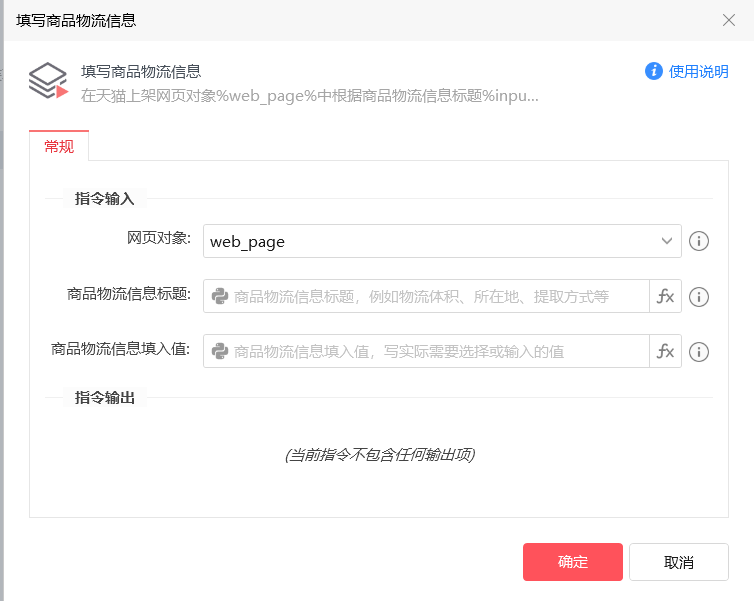 填写商品物流信息
填写商品物流信息
使用说明
在天猫上架网页对象%web_page%中根据商品物流信息标题%inpu...
常规
指令输入
网页对象: web_page
商品物流信息标题: 商品物流信息标题，例如物流体积、所在地、提取方式等 fx
商品物流信息填入值: 商品物流信息填入值，写实际需要选择或输入的值 fx
指令输出
(当前指令不包含任何输出项)
确定 取消